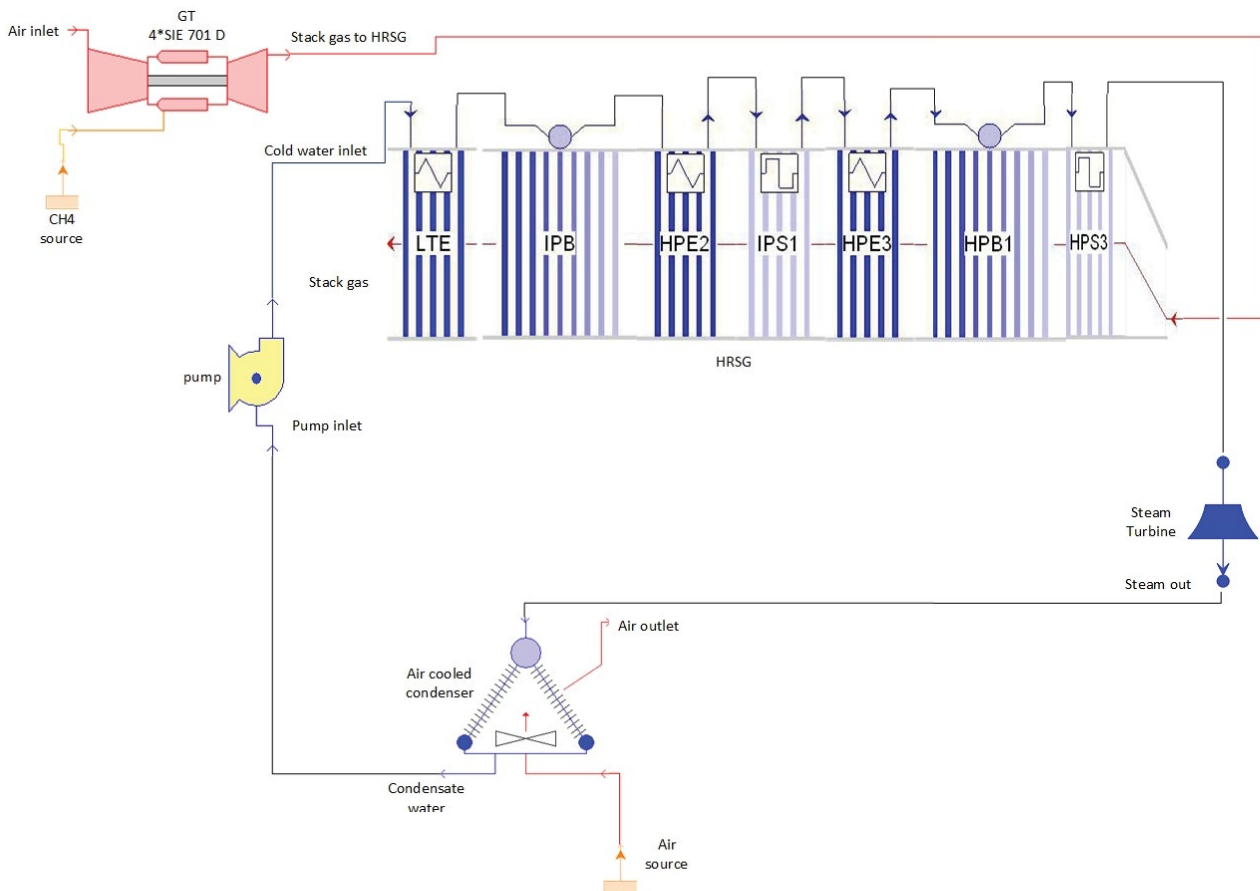 GT
4*SIE 701 D
Air inlet
Stack gas to HRSG
CH4
source
Cold water inlet
LTE
IPB
HPE2
IPS1
HPE3
HPB1
HPS3
Stack gas
HRSG
pump
Pump inlet
Steam
Turbine
Steam out
Air outlet
Air cooled
condenser
Condensate
water
Air
source